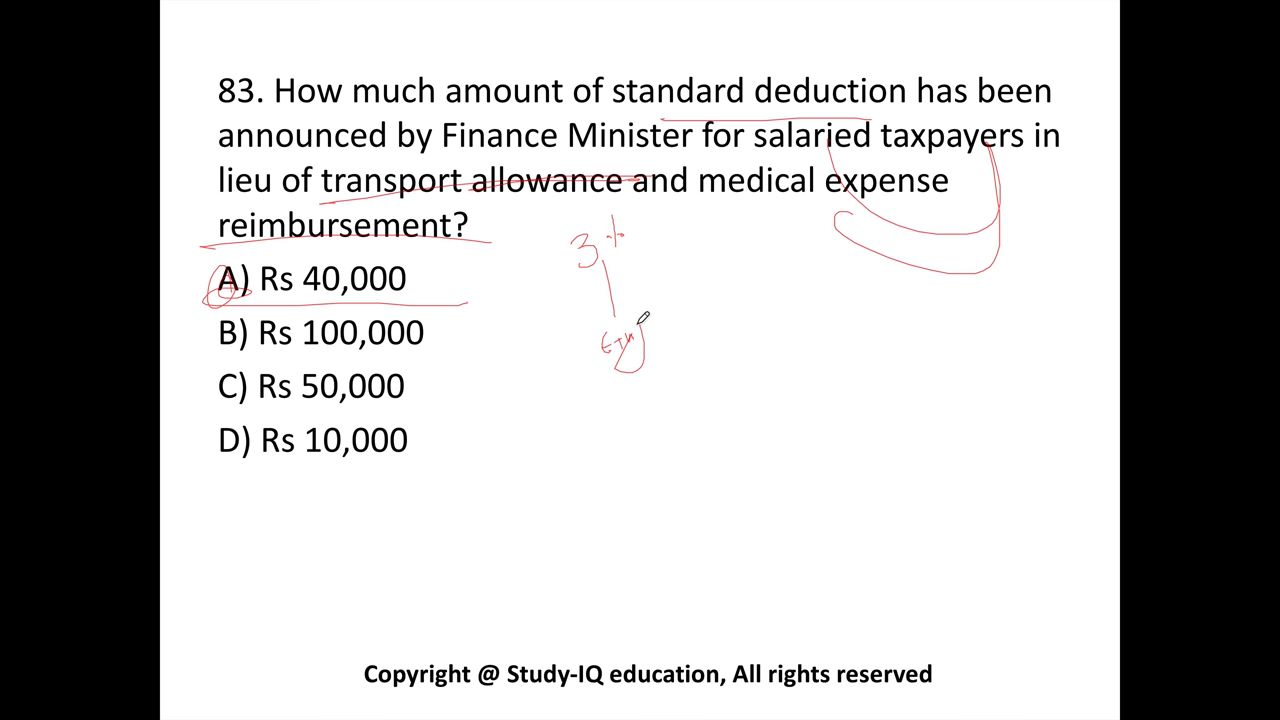 83. How much amount of standard deduction has been
announced by Finance Minister for salaried taxpayers in
lieu of transport allowance and medical expense
reimbursement?
A) Rs 40,000
3 %
B) Rs 100,000
C) Rs 50,000
D) Rs 10,000
Copyright @ Study-IQ education, All rights reserved